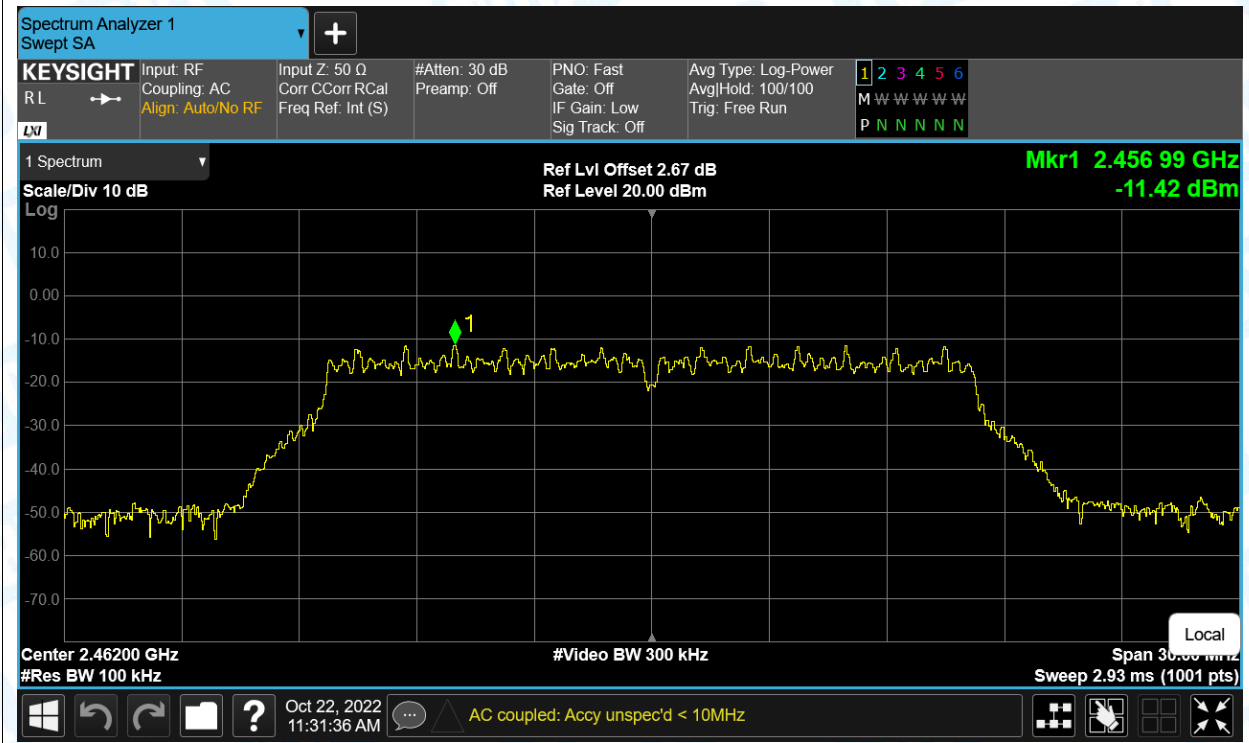 Spectrum Analyzer 1
Swept SA
KEYSIGHT
R L
LXI
Input: RF
Coupling: AC
Align: Auto/No RF
Input Z: 50 Ω
Corr CCorr RCal
Freq Ref: Int (S)
#Atten: 30 dB
Preamp: Off
PNO: Fast
Gate: Off
IF Gain: Low
Sig Track: Off
Avg Type: Log-Power
Avg|Hold: 100/100
Trig: Free Run
1 2 3 4 5 6
M W W W W W
P N N N N N
1 Spectrum
Scale/Div 10 dB
Ref Lvl Offset 2.67 dB
Ref Level 20.00 dBm
Mkr1 2.456 99 GHz
-11.42 dBm
Log
10.0
0.00
-10.0
-20.0
-30.0
-40.0
-50.0
-60.0
-70.0
1
Local
Center 2.46200 GHz
#Video BW 300 kHz
Span 30.00 MHz
#Res BW 100 kHz
Sweep 2.93 ms (1001 pts)
?
Oct 22, 2022
11:31:36 AM
AC coupled: Accy unspec'd < 10MHz